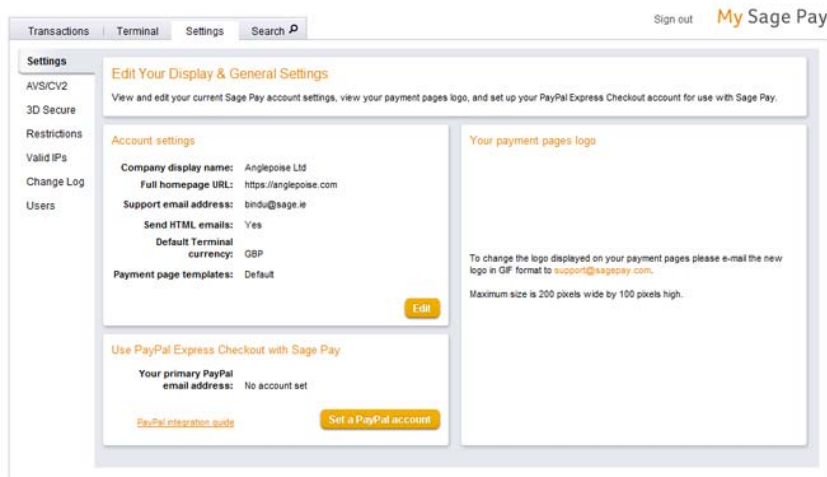 Sign out
My Sage Pay
Transactions
Terminal
Settings
Search
Settings
AVS/CV2
3D Secure
Restrictions
Valid IPs
Change Log
Users
Edit Your Display & General Settings
View and edit your current Sage Pay account settings, view your payment pages logo, and set up your PayPal Express Checkout account for use with Sage Pay.
Account settings
Company display name: Anglepoise Ltd
Full homepage URL: https://anglepoise.com
Support email address: bindu@sage.ie
Send HTML emails: Yes
Default Terminal
currency: GBP
Payment page templates: Default
Edit
Your payment pages logo
To change the logo displayed on your payment pages please e-mail the new
logo in GIF format to support@sagepay.com.
Maximum size is 200 pixels wide by 100 pixels high.
Use PayPal Express Checkout with Sage Pay
Your primary PayPal
email address: No account set
PayPal integration guide
Set a PayPal account